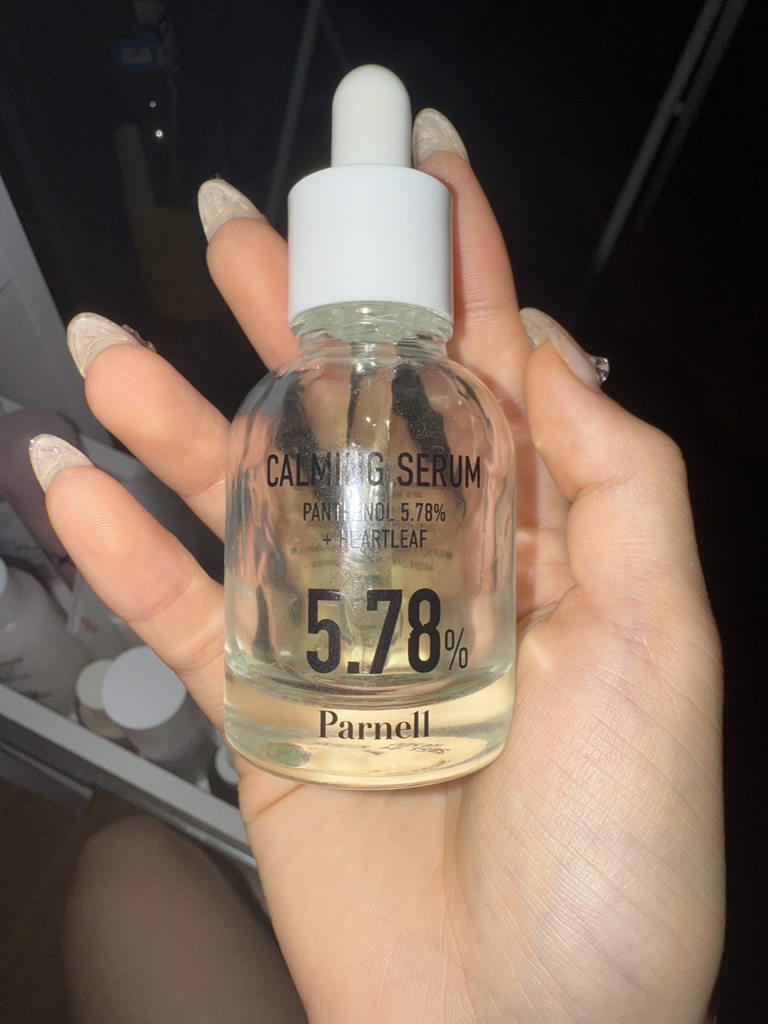 CALMING SERUM
PANTHENOL 5.78%
+ HEARTLEAF
5.78%
Parnell